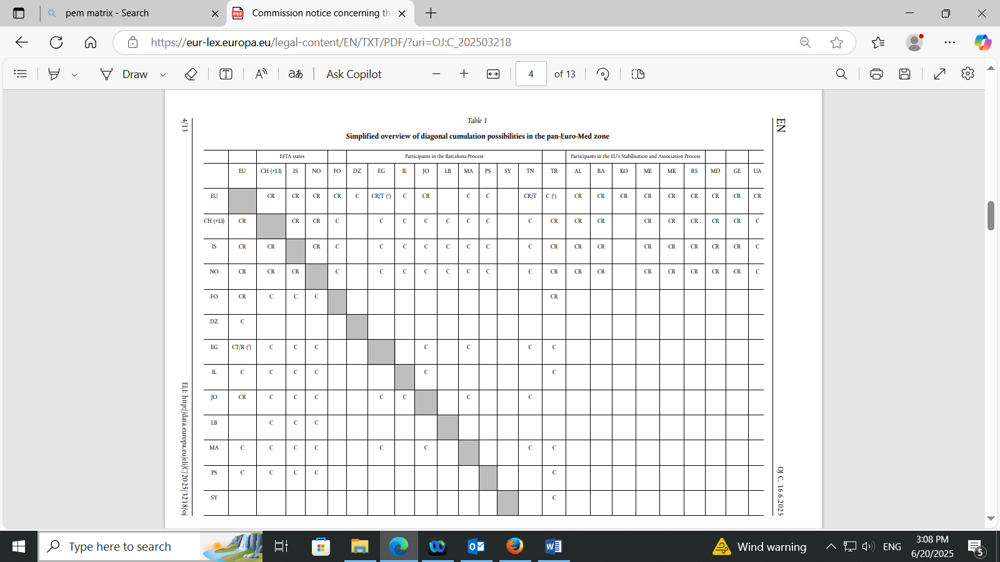 pem matrix - Search
Commission notice concerning th
https://eur-lex.europa.eu/legal-content/EN/TXT/PDF/?uri=OJ:C_202503218
Draw
Ask Copilot
4 of 13
4/13
EN
Table 1
Simplified overview of diagonal cumulation possibilities in the pan-Euro-Med zone
EFTA states Participants in the Barcelona Process Participants in the EU's Stabilisation and Association Process
EU CH (+LI) IS NO FO DZ EG IL JO LB MA PS SY TN TR AL BA KO ME MK RS MD GE UA
EU CR CR CR CR C CR/T (¹) C CR C C CR/T C (¹) CR CR CR CR CR CR CR CR CR
CH (+LI) CR CR CR C C C C C C C C CR CR CR CR CR CR CR CR C
IS CR CR CR C C C C C C C C CR CR CR CR CR CR CR CR C
NO CR CR CR C C C C C C C C CR CR CR CR CR CR CR CR C
FO CR C C C CR
DZ C
EG CT/R (¹) C C C C C C C
IL C C C C C C
JO CR C C C C C C C
LB C C C
MA C C C C C C C C
PS C C C C C
SY C
ELI: http://data.europa.eu/eli/C/2025/3218/oj
OJ C, 16.6.2025
Type here to search
Wind warning
ENG
3:08 PM
6/20/2025
5